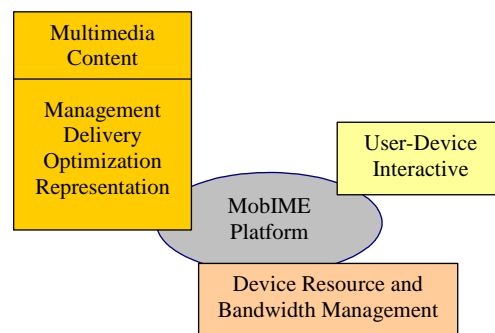 Multimedia
Content
Management
Delivery
Optimization
Representation
User-Device
Interactive
MobIME
Platform
Device Resource and
Bandwidth Management